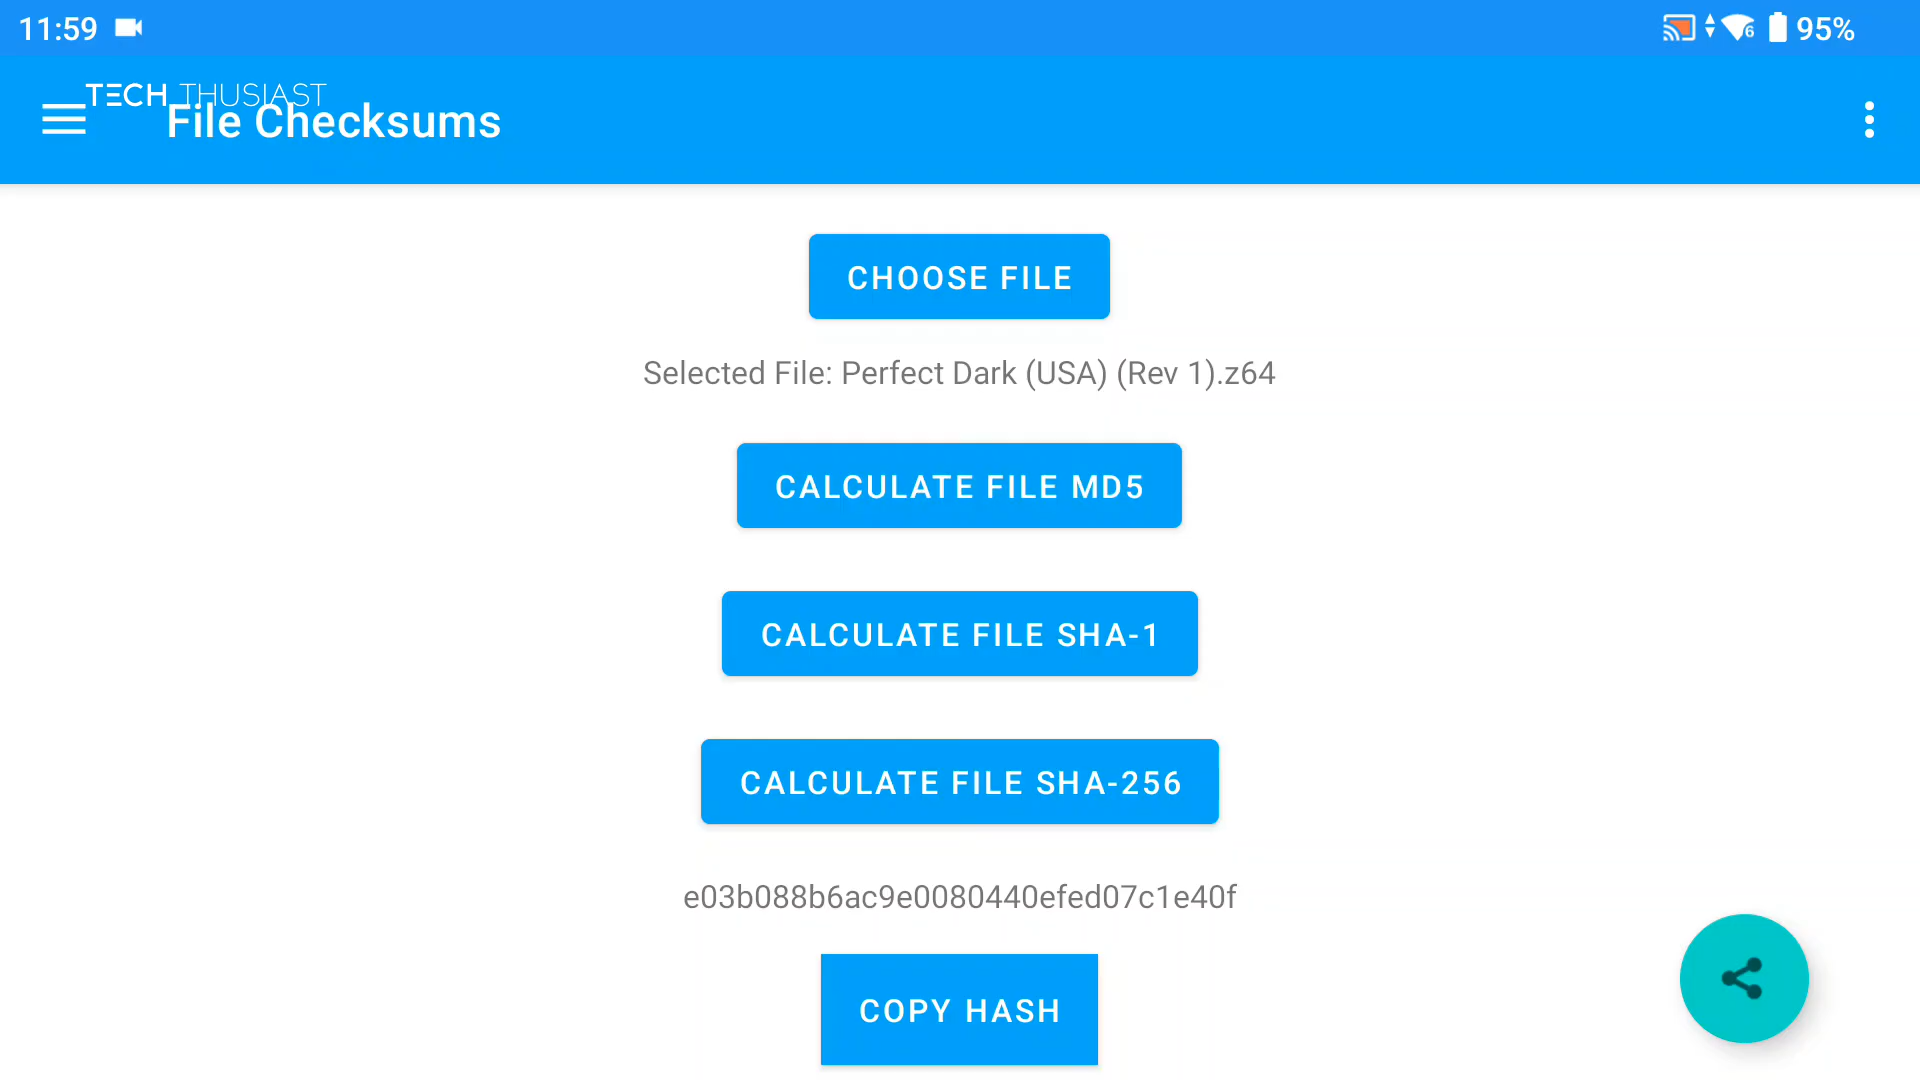 11:59
6
95%
TECH THUSIAST
File Checksums
CHOOSE FILE
Selected File: Perfect Dark (USA) (Rev 1).z64
CALCULATE FILE MD5
CALCULATE FILE SHA-1
CALCULATE FILE SHA-256
e03b088b6ac9e0080440efed07c1e40f
COPY HASH